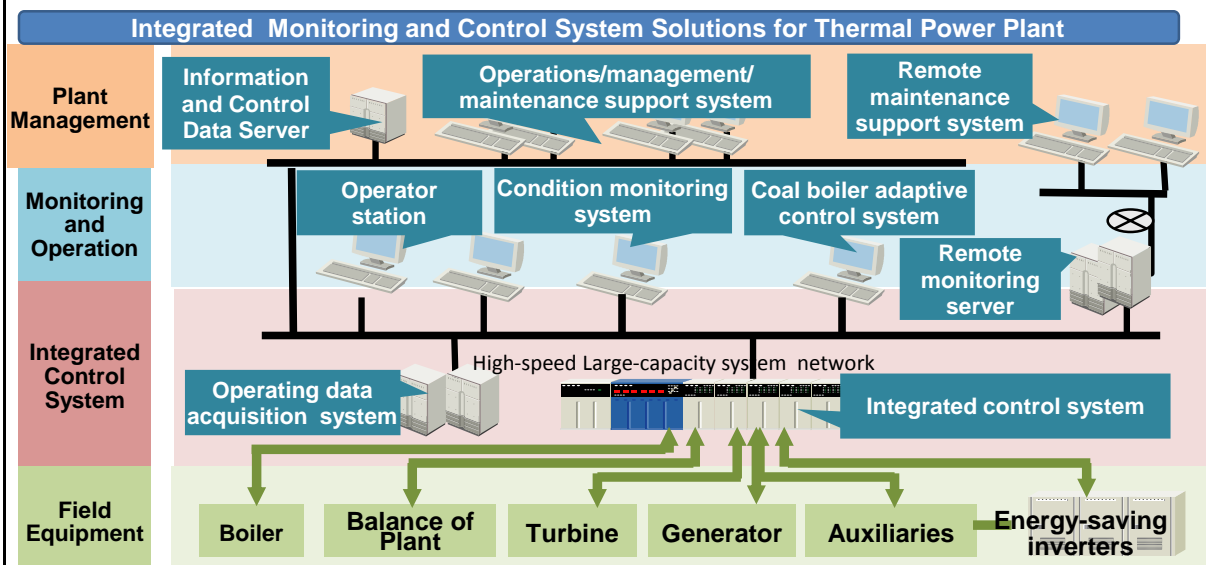 Integrated Monitoring and Control System Solutions for Thermal Power Plant
Plant
Management
Information
and Control
Data Server
Operations/management/
maintenance support system
Remote
maintenance
support system
Monitoring
and
Operation
Operator
station
Condition monitoring
system
Coal boiler adaptive
control system
Remote
monitoring
server
Integrated
Control
System
High-speed Large-capacity system network
Operating data
acquisition system
Integrated control system
Field
Equipment
Boiler
Balance of
Plant
Turbine
Generator
Auxiliaries
Energy-saving
inverters